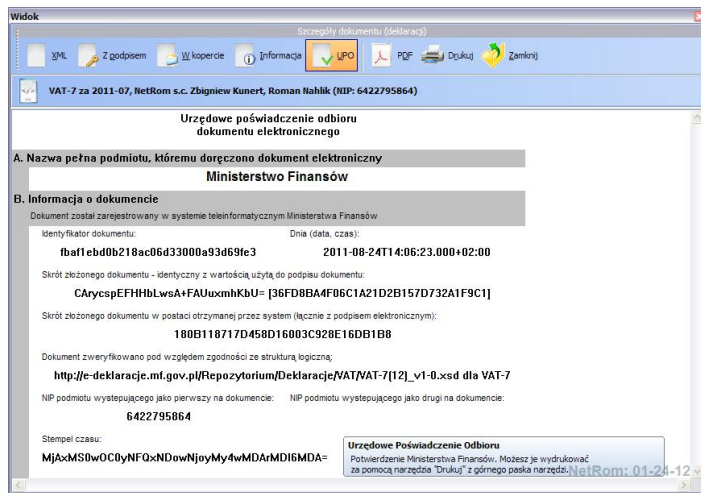 Widok
Szczegóły dokumentu (deklaracji)
XML Z podpisem W kopercie Informacja UPO PDF Drukuj Zamknij
VAT-7 za 2011-07, NetRom s.c. Zbigniew Kunert, Roman Nahlik (NIP: 6422795864)
Urzędowe poświadczenie odbioru
dokumentu elektronicznego
A. Nazwa pełna podmiotu, któremu doręczono dokument elektroniczny
Ministerstwo Finansów
B. Informacja o dokumencie
Dokument został zarejestrowany w systemie teleinformatycznym Ministerstwa Finansów
Identyfikator dokumentu: Dnia (data, czas):
fbaf1ebd0b218ac06d33000a93d69fe3 2011-08-24T14:06:23.000+02:00
Skrót złożonego dokumentu - identyczny z wartością użytą do podpisu dokumentu:
CArycspEFHHbLwsA+FAUuxmhKbU= [36FD8BA4F06C1A21D2B157D732A1F9C1]
Skrót złożonego dokumentu w postaci otrzymanej przez system (łącznie z podpisem elektronicznym):
180B118717D458D16003C928E16DB1B8
Dokument zweryfikowano pod względem zgodności ze strukturą logiczną:
http://e-deklaracje.mf.gov.pl/Repozytorium/Deklaracje/VAT/VAT-7(12)_v1-0.xsd dla VAT-7
NIP podmiotu wystepującego jako pierwszy na dokumencie: NIP podmiotu wystepującego jako drugi na dokumencie:
6422795864
Stempel czasu:
MjAxMS0wOC0yNFQxNDowNjoyMy4wMDArMDI6MDA=
Urzędowe Poświadczenie Odbioru
Potwierdzenie Ministerstwa Finansów. Możesz je wydrukować
za pomocą narzędzia "Drukuj" z górnego paska narzędzi.
NetRom: 01-24-12